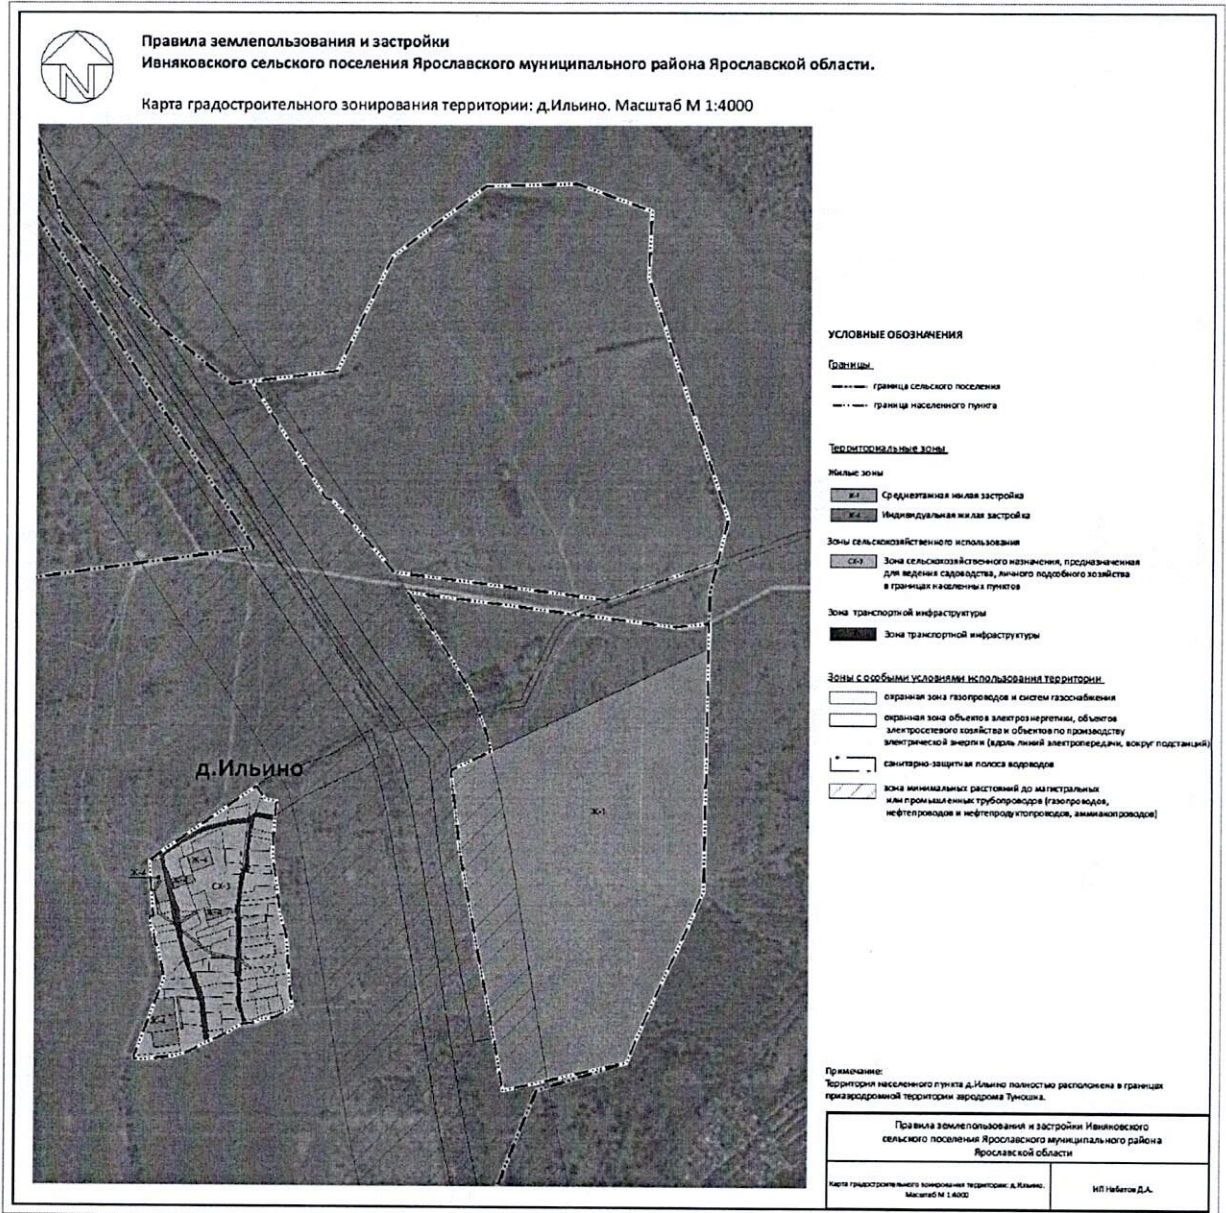 N
Правила землепользования и застройки
Ивняковского сельского поселения Ярославского муниципального района Ярославской области.
Карта градостроительного зонирования территории: д.Ильино. Масштаб М 1:4000
УСЛОВНЫЕ ОБОЗНАЧЕНИЯ
Границы
граница сельского поселения
граница населенного пункта
Территориальные зоны
Жилые зоны
Среднеэтажная жилая застройка
Ж-4 Индивидуальная жилая застройка
Зоны сельскохозяйственного использования
СХ-3 Зона сельскохозяйственного назначения, предназначенная
для ведения садоводства, личного подсобного хозяйства
в границах населенных пунктов
Зона транспортной инфраструктуры
Зона транспортной инфраструктуры
Зоны с особыми условиями использования территории
охранная зона газопроводов и систем газоснабжения
охранная зона объектов электроэнергетики, объектов
электросетевого хозяйства и объектов по производству
электрической энергии (вдоль линий электропередачи, вокруг подстанций)
санитарно-защитная полоса водоводов
зона минимальных расстояний до магистральных
или промышленных трубопроводов (газопроводов,
нефтепроводов и нефтепродуктопроводов, аммиакопроводов)
д.Ильино
Ж-4
Ж-4
СХ-3
Примечание:
Территория населенного пункта д.Ильино полностью расположена в границах
приаэродромной территории аэродрома Туношна.
Правила землепользования и застройки Ивняковского
сельского поселения Ярославского муниципального района
Ярославской области
Карта градостроительного зонирования территории: д.Ильино.
Масштаб М 1:4000
ИП Набатов Д.А.